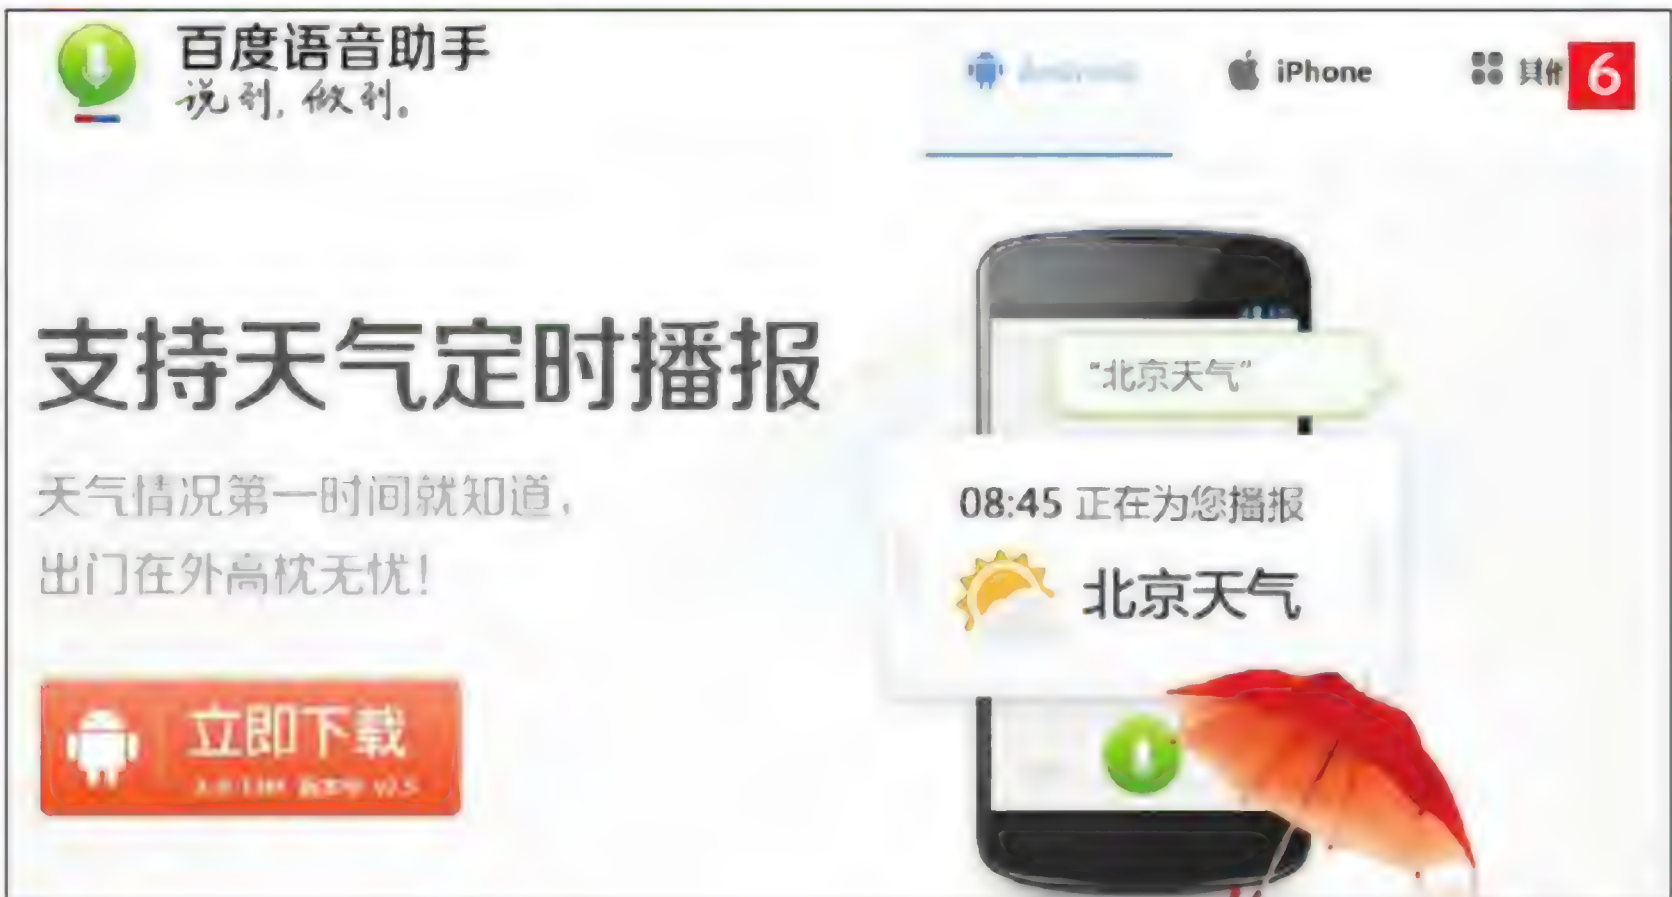 百度语音助手
说到，做到。
Android
iPhone
其他
6
支持天气定时播报
天气情况第一时间就知道，
出门在外高枕无忧！
立即下载
“北京天气”
08:45 正在为您播报
北京天气